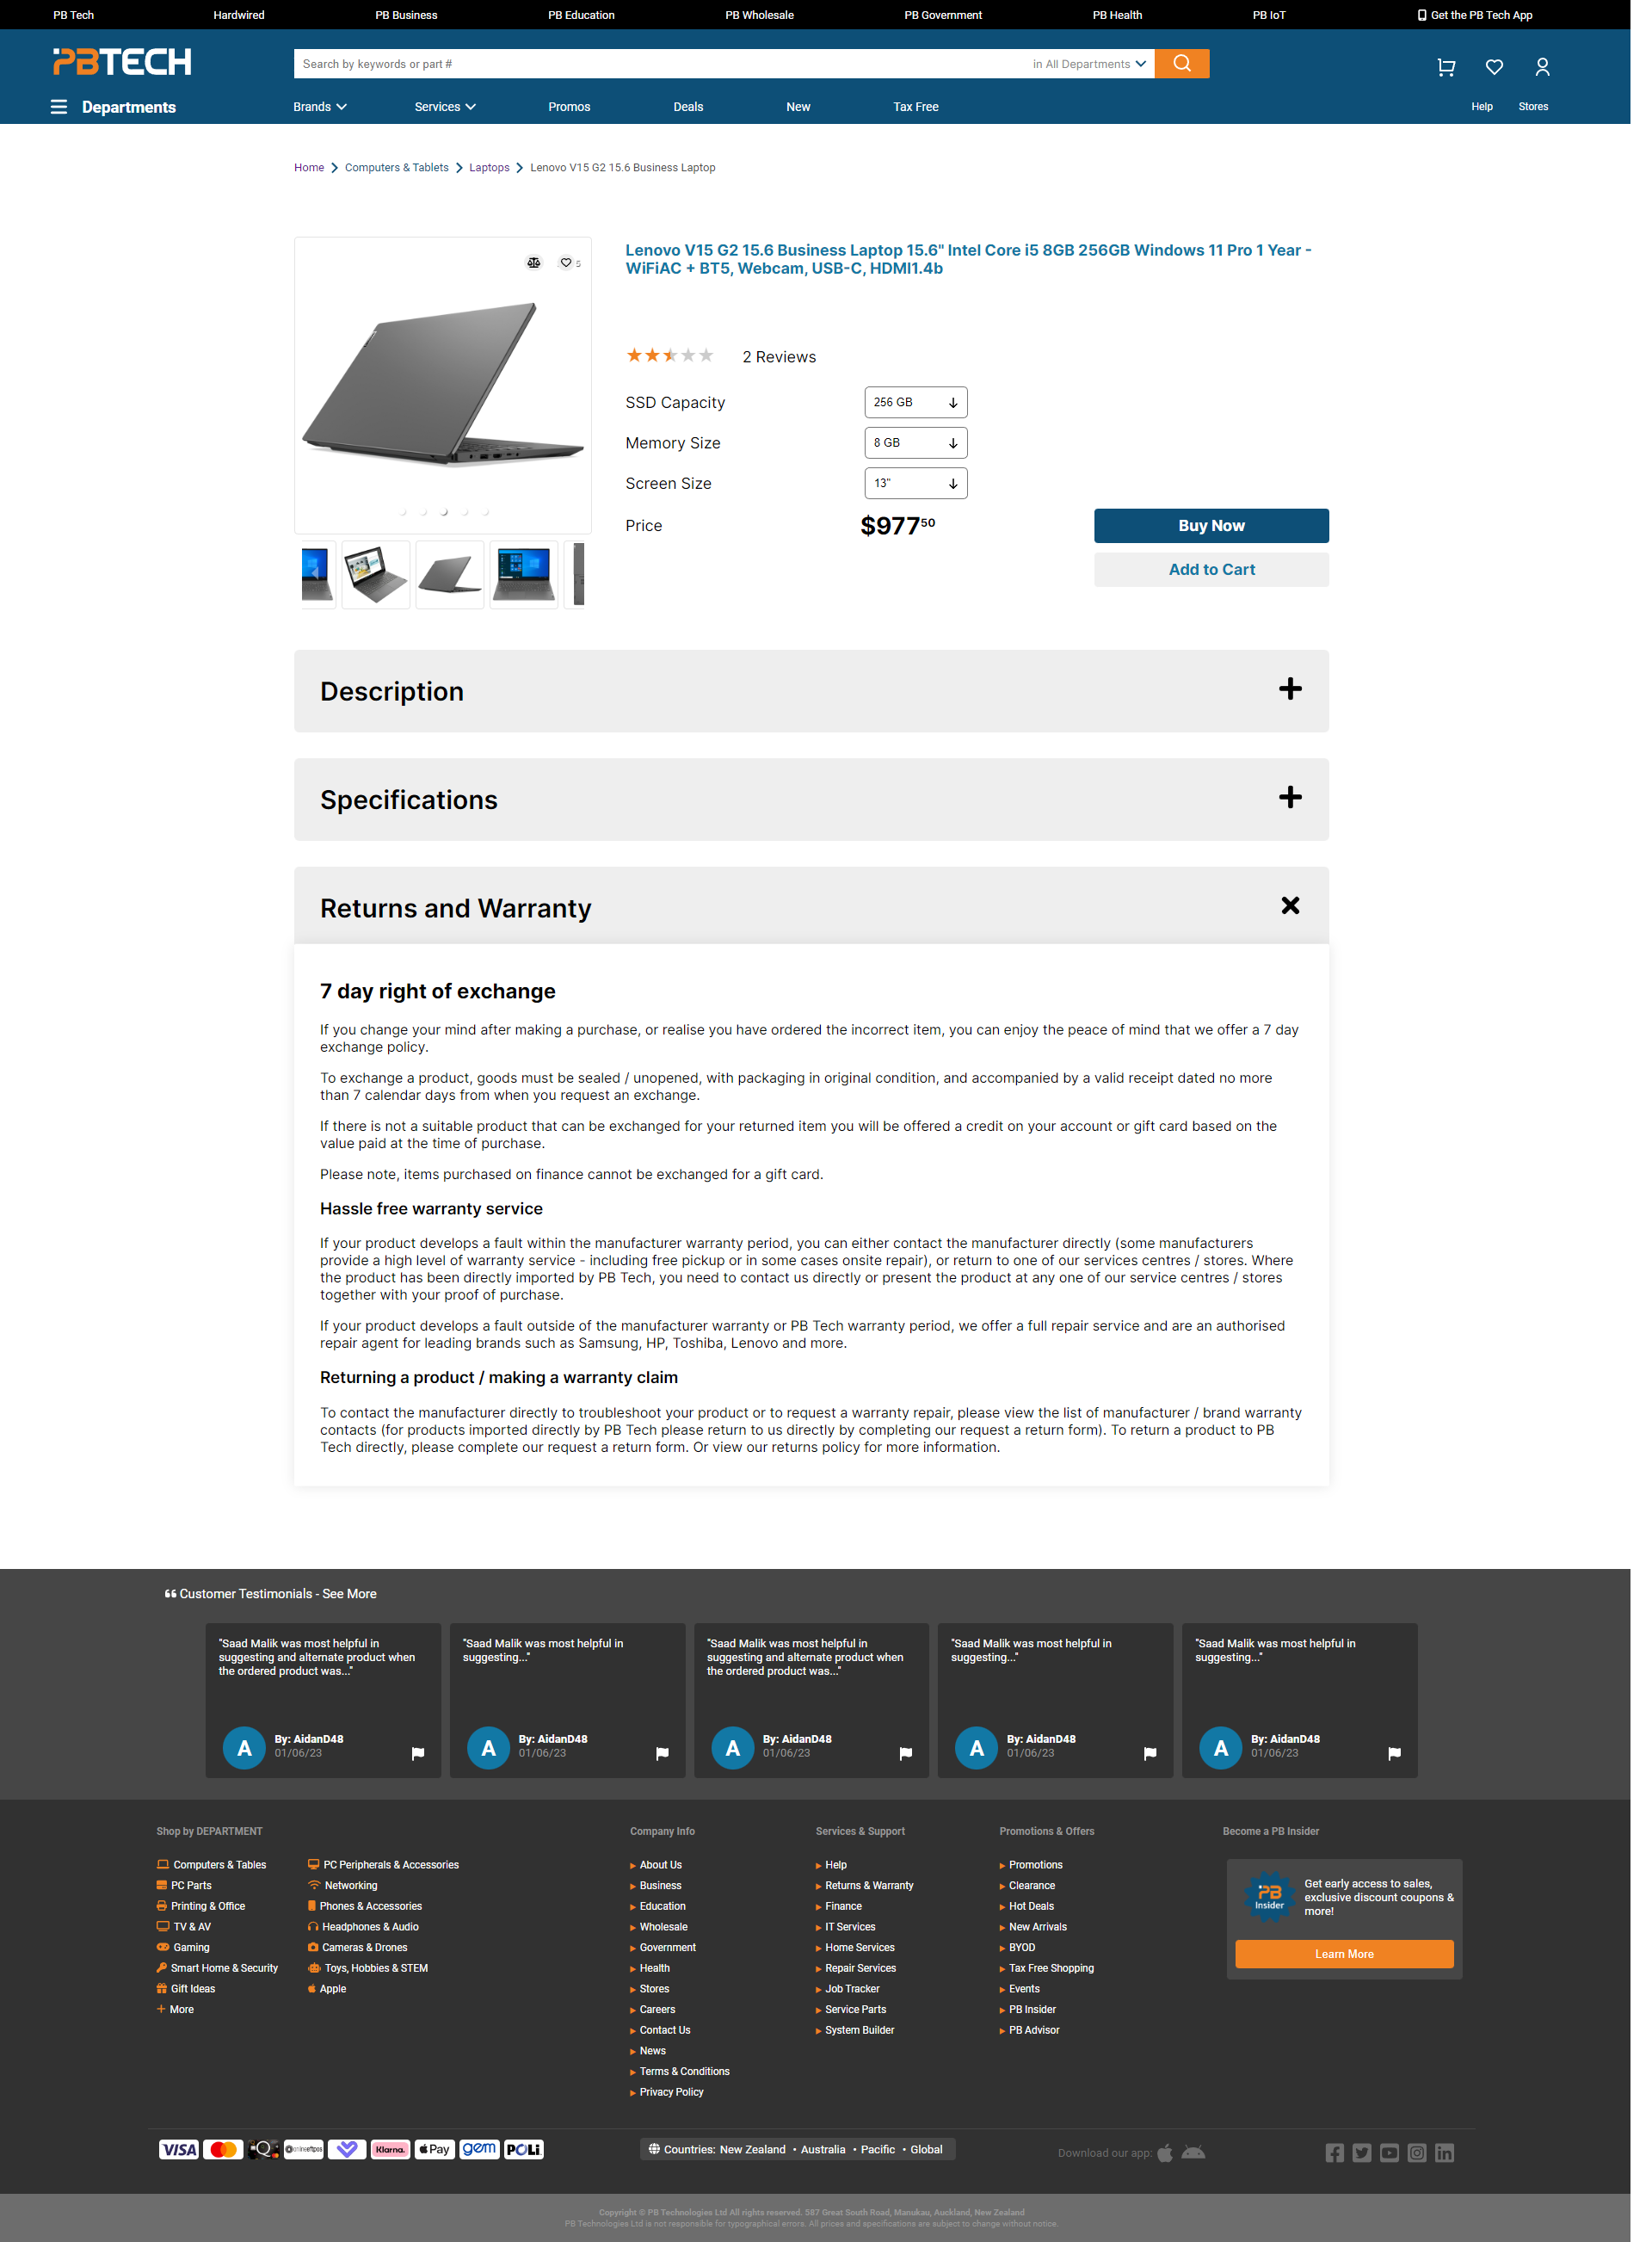 PB Tech
Hardwired
PB Business
PB Education
PB Wholesale
PB Government
PB Health
PB IoT
Get the PB Tech App
PBTECH
Search by keywords or part #
in All Departments
Departments
Brands
Services
Promos
Deals
New
Tax Free
Help
Stores
Home
Computers & Tablets
Laptops
Lenovo V15 G2 15.6 Business Laptop
5
Lenovo V15 G2 15.6 Business Laptop 15.6" Intel Core i5 8GB 256GB Windows 11 Pro 1 Year -
WiFiAC + BT5, Webcam, USB-C, HDMI1.4b
2 Reviews
SSD Capacity
256 GB
Memory Size
8 GB
Screen Size
13"
Price
$977 50
Buy Now
Add to Cart
Description
Specifications
Returns and Warranty
7 day right of exchange
If you change your mind after making a purchase, or realise you have ordered the incorrect item, you can enjoy the peace of mind that we offer a 7 day
exchange policy.
To exchange a product, goods must be sealed / unopened, with packaging in original condition, and accompanied by a valid receipt dated no more
than 7 calendar days from when you request an exchange.
If there is not a suitable product that can be exchanged for your returned item you will be offered a credit on your account or gift card based on the
value paid at the time of purchase.
Please note, items purchased on finance cannot be exchanged for a gift card.
Hassle free warranty service
If your product develops a fault within the manufacturer warranty period, you can either contact the manufacturer directly (some manufacturers
provide a high level of warranty service - including free pickup or in some cases onsite repair), or return to one of our services centres / stores. Where
the product has been directly imported by PB Tech, you need to contact us directly or present the product at any one of our service centres / stores
together with your proof of purchase.
If your product develops a fault outside of the manufacturer warranty or PB Tech warranty period, we offer a full repair service and are an authorised
repair agent for leading brands such as Samsung, HP, Toshiba, Lenovo and more.
Returning a product / making a warranty claim
To contact the manufacturer directly to troubleshoot your product or to request a warranty repair, please view the list of manufacturer / brand warranty
contacts (for products imported directly by PB Tech please return to us directly by completing our request a return form). To return a product to PB
Tech directly, please complete our request a return form. Or view our returns policy for more information.
Customer Testimonials - See More
"Saad Malik was most helpful in
suggesting and alternate product when
the ordered product was..."
A
By: AidanD48
01/06/23
"Saad Malik was most helpful in
suggesting..."
A
By: AidanD48
01/06/23
"Saad Malik was most helpful in
suggesting and alternate product when
the ordered product was..."
A
By: AidanD48
01/06/23
"Saad Malik was most helpful in
suggesting..."
A
By: AidanD48
01/06/23
"Saad Malik was most helpful in
suggesting..."
A
By: AidanD48
01/06/23
Shop by DEPARTMENT
Computers & Tables
PC Parts
Printing & Office
TV & AV
Gaming
Smart Home & Security
Gift Ideas
More
PC Peripherals & Accessories
Networking
Phones & Accessories
Headphones & Audio
Cameras & Drones
Toys, Hobbies & STEM
Apple
Company Info
About Us
Business
Education
Wholesale
Government
Health
Stores
Careers
Contact Us
News
Terms & Conditions
Privacy Policy
Services & Support
Help
Returns & Warranty
Finance
IT Services
Home Services
Repair Services
Job Tracker
Service Parts
System Builder
Promotions & Offers
Promotions
Clearance
Hot Deals
New Arrivals
BYOD
Tax Free Shopping
Events
PB Insider
PB Advisor
Become a PB Insider
PB
Insider
Get early access to sales,
exclusive discount coupons &
more!
Learn More
VISA
Q
onlineeftpos
Klarna.
Pay
gem
POLi
Countries: New Zealand • Australia • Pacific • Global
Download our app:
Copyright © PB Technologies Ltd All rights reserved. 587 Great South Road, Manukau, Auckland, New Zealand
PB Technologies Ltd is not responsible for typographical errors. All prices and specifications are subject to change without notice.